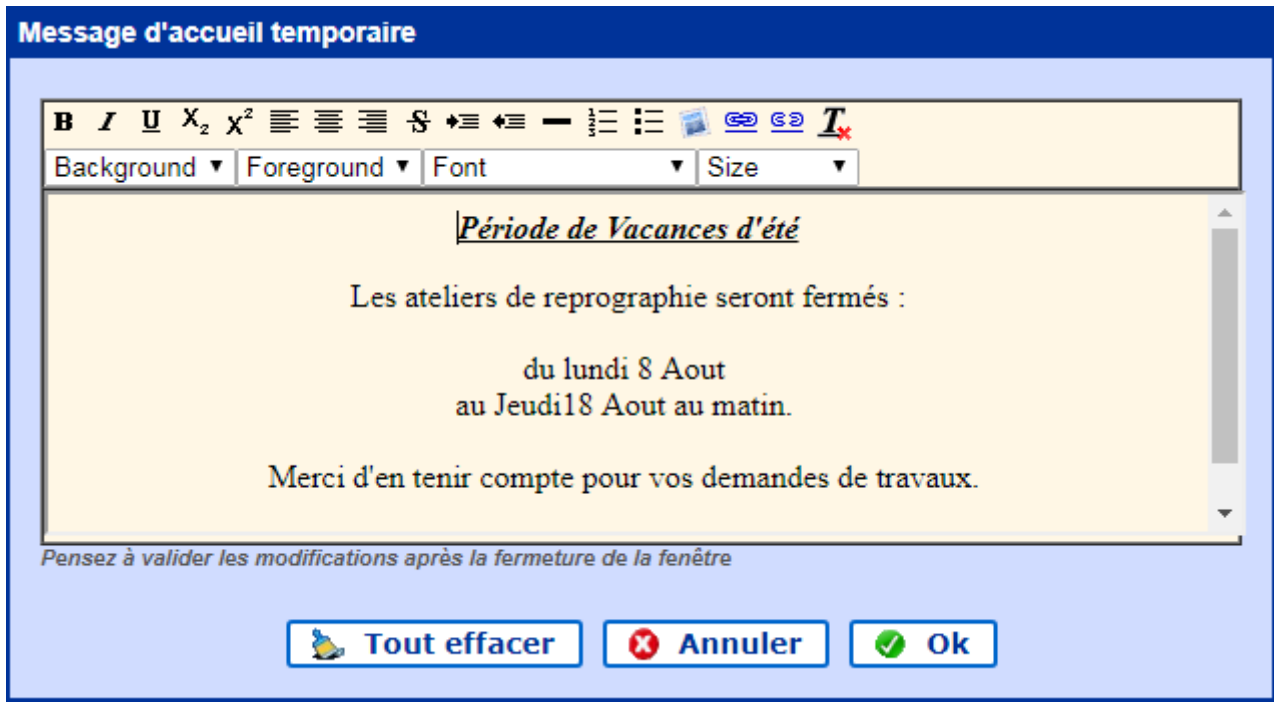 Message d'accueil temporaire
B I U X₂ X² S T
Background Foreground Font Size
Période de Vacances d'été
Les ateliers de reprographie seront fermés :
du lundi 8 Aout
au Jeudi18 Aout au matin.
Merci d'en tenir compte pour vos demandes de travaux.
Pensez à valider les modifications après la fermeture de la fenêtre
Tout effacer Annuler Ok